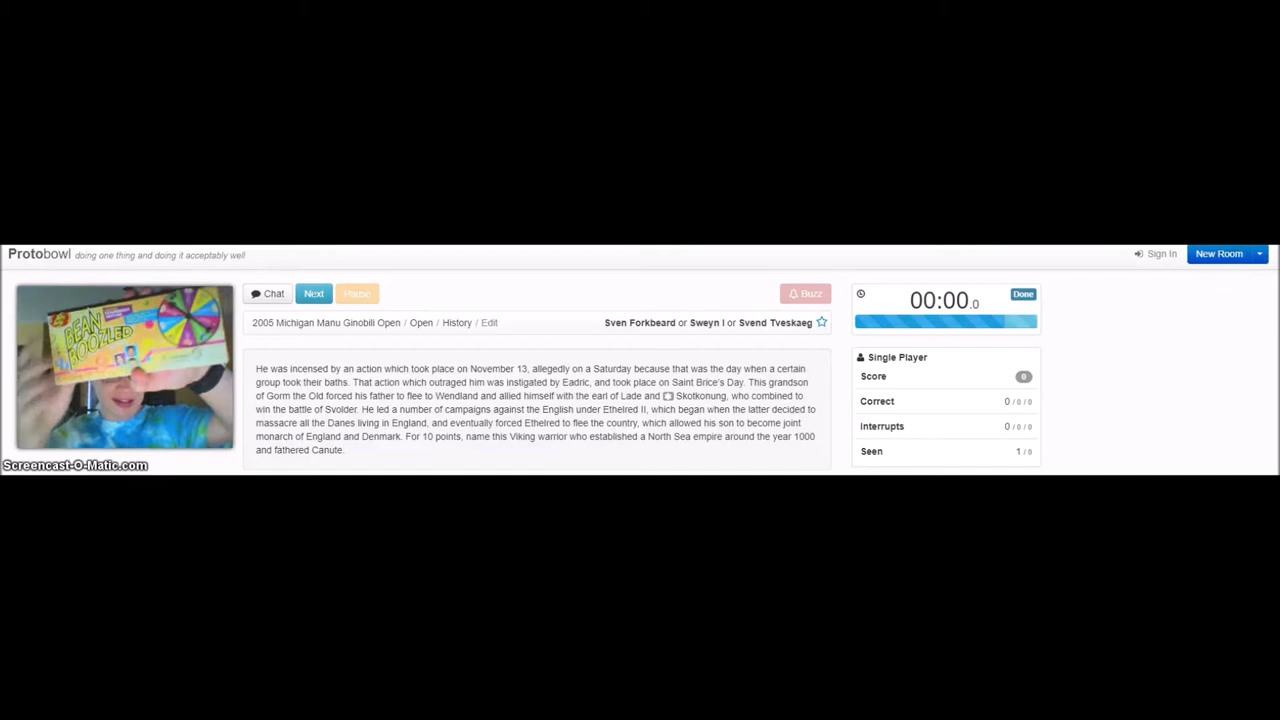 Protobowl doing one thing and doing it acceptably well
Sign In
New Room
BEAN
BOOZLED
Chat
Next
Pause
Buzz
00:00.0
Done
2005 Michigan Manu Ginobili Open / Open / History / Edit
Sven Forkbeard or Sweyn I or Svend Tveskaeg
He was incensed by an action which took place on November 13, allegedly on a Saturday because that was the day when a certain
group took their baths. That action which outraged him was instigated by Eadric, and took place on Saint Brice's Day. This grandson
of Gorm the Old forced his father to flee to Wendland and allied himself with the earl of Lade and Skotkonung, who combined to
win the battle of Svolder. He led a number of campaigns against the English under Ethelred II, which began when the latter decided to
massacre all the Danes living in England, and eventually forced Ethelred to flee the country, which allowed his son to become joint
monarch of England and Denmark. For 10 points, name this Viking warrior who established a North Sea empire around the year 1000
and fathered Canute.
Single Player
Score 0
Correct 0 / 0 / 0
Interrupts 0 / 0 / 0
Seen 1 / 0
Screencast-O-Matic.com